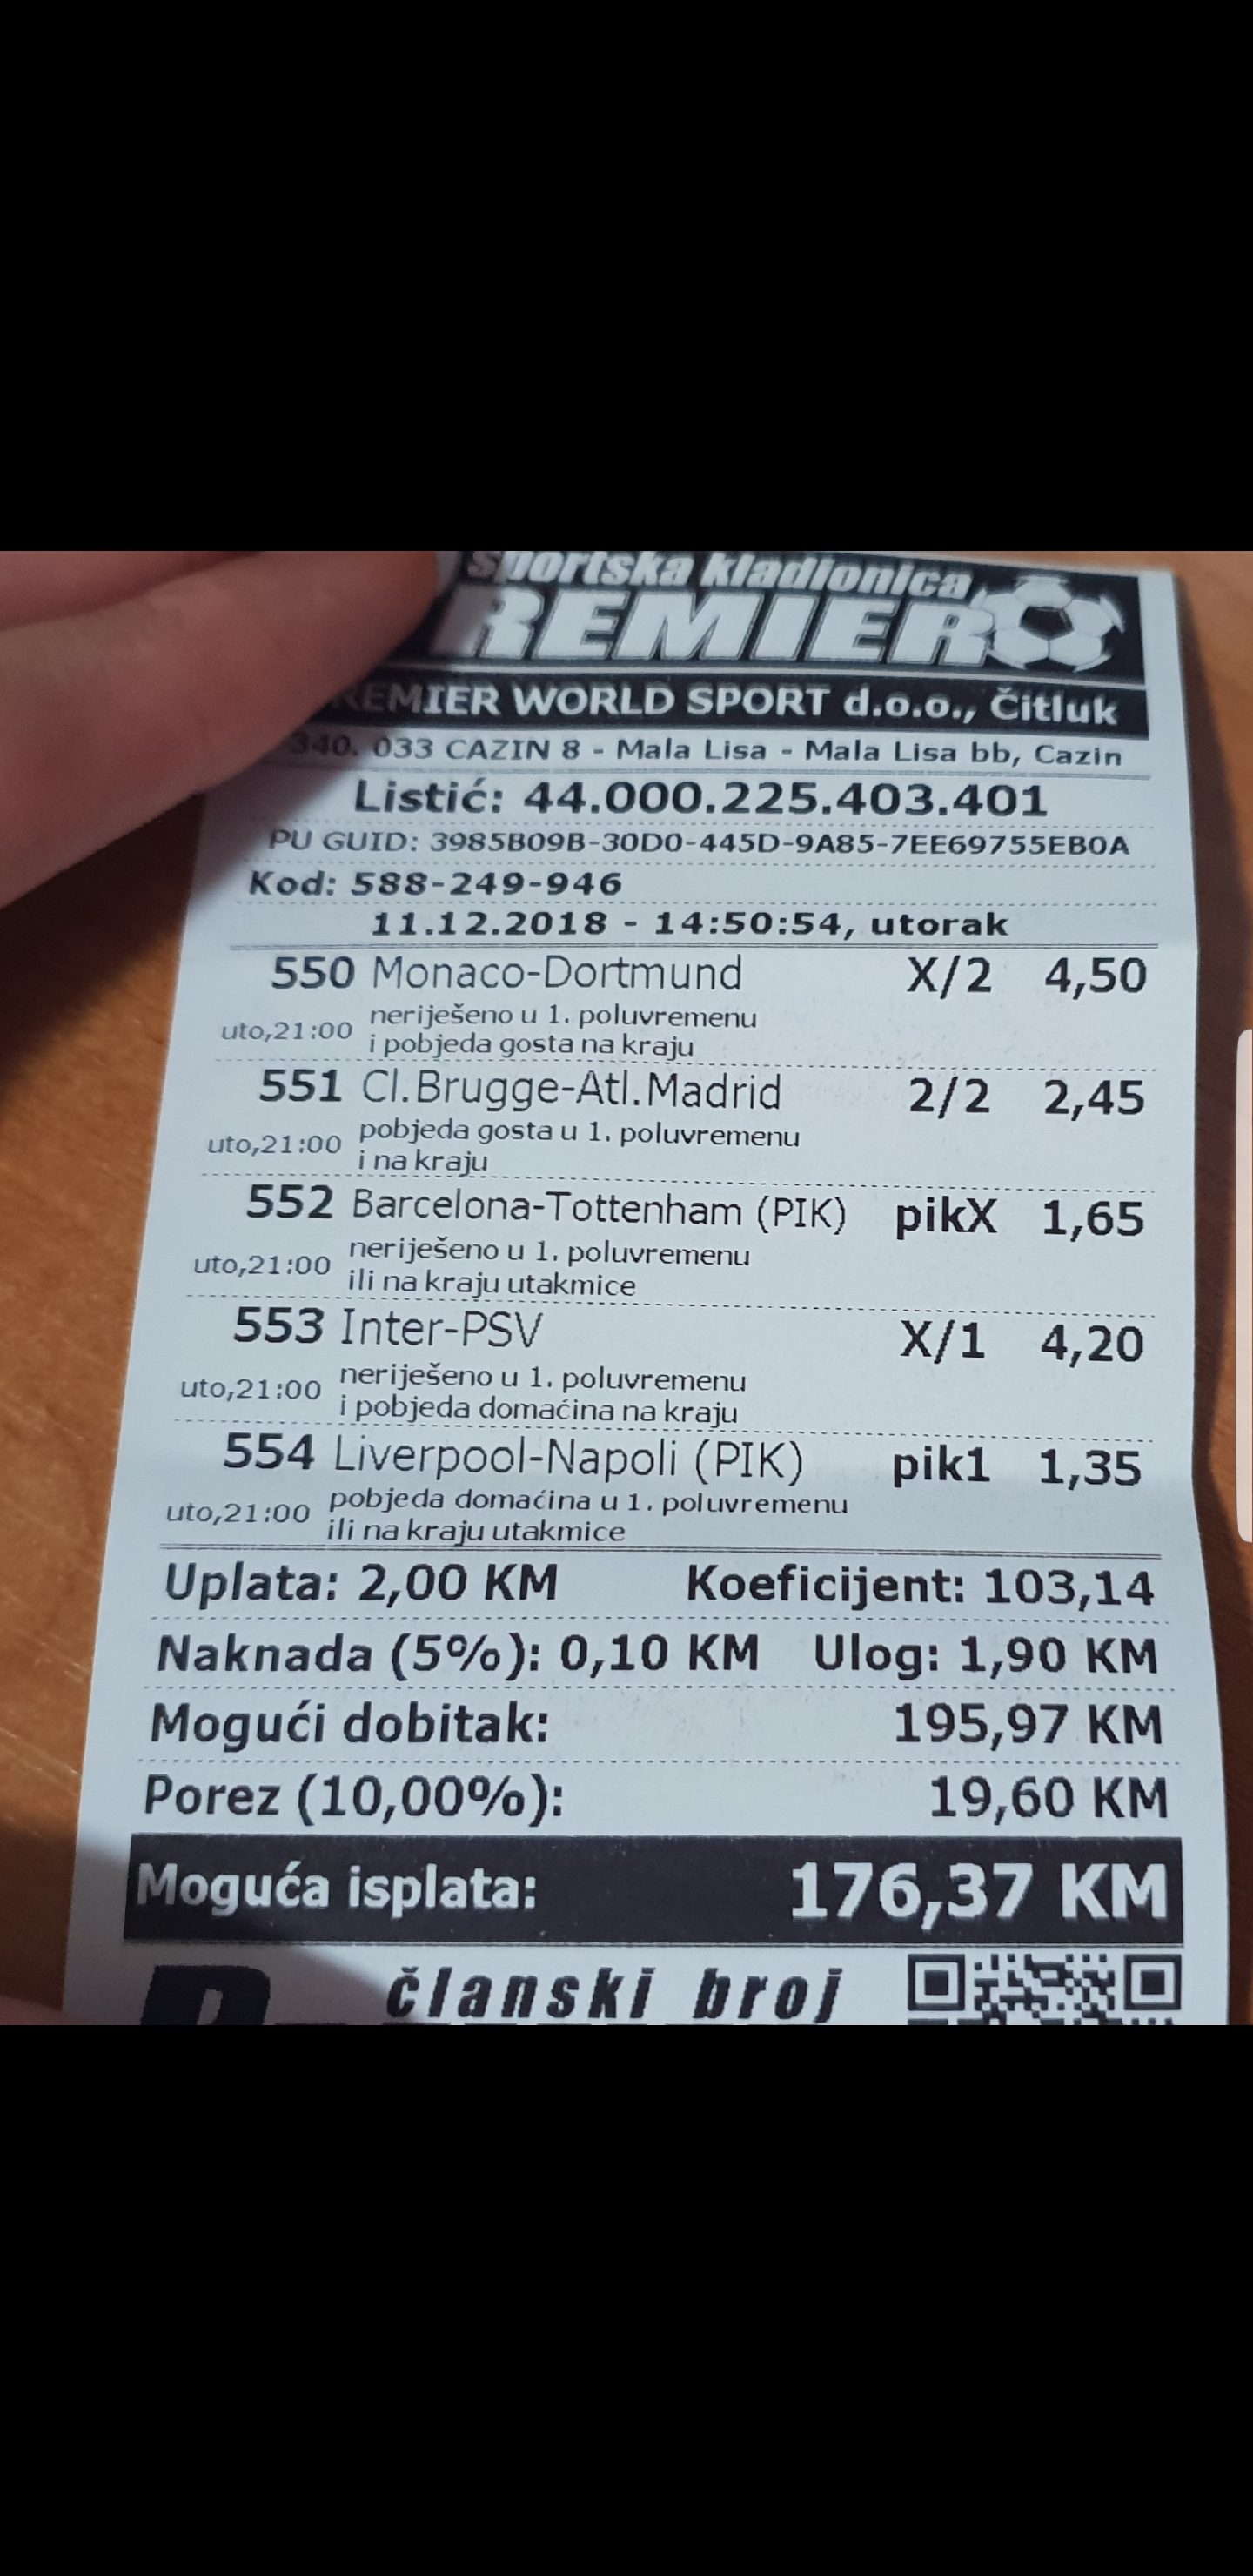 sportska kladionica
REMIER
REMIER WORLD SPORT d.o.o., Čitluk
340. 033 CAZIN 8 - Mala Lisa - Mala Lisa bb, Cazin
Listić: 44.000.225.403.401
PU GUID: 3985B09B-30D0-445D-9A85-7EE69755EB0A
Kod: 588-249-946
11.12.2018 - 14:50:54, utorak
550 Monaco-Dortmund X/2 4,50
uto,21:00 neriješeno u 1. poluvremenu
i pobjeda gosta na kraju
551 Cl.Brugge-Atl.Madrid 2/2 2,45
uto,21:00 pobjeda gosta u 1. poluvremenu
i na kraju
552 Barcelona-Tottenham (PIK) pikX 1,65
uto,21:00 neriješeno u 1. poluvremenu
ili na kraju utakmice
553 Inter-PSV X/1 4,20
uto,21:00 neriješeno u 1. poluvremenu
i pobjeda domaćina na kraju
554 Liverpool-Napoli (PIK) pik1 1,35
uto,21:00 pobjeda domaćina u 1. poluvremenu
ili na kraju utakmice
Uplata: 2,00 KM Koeficijent: 103,14
Naknada (5%): 0,10 KM Ulog: 1,90 KM
Mogući dobitak: 195,97 KM
Porez (10,00%): 19,60 KM
Moguća isplata: 176,37 KM
članski broj